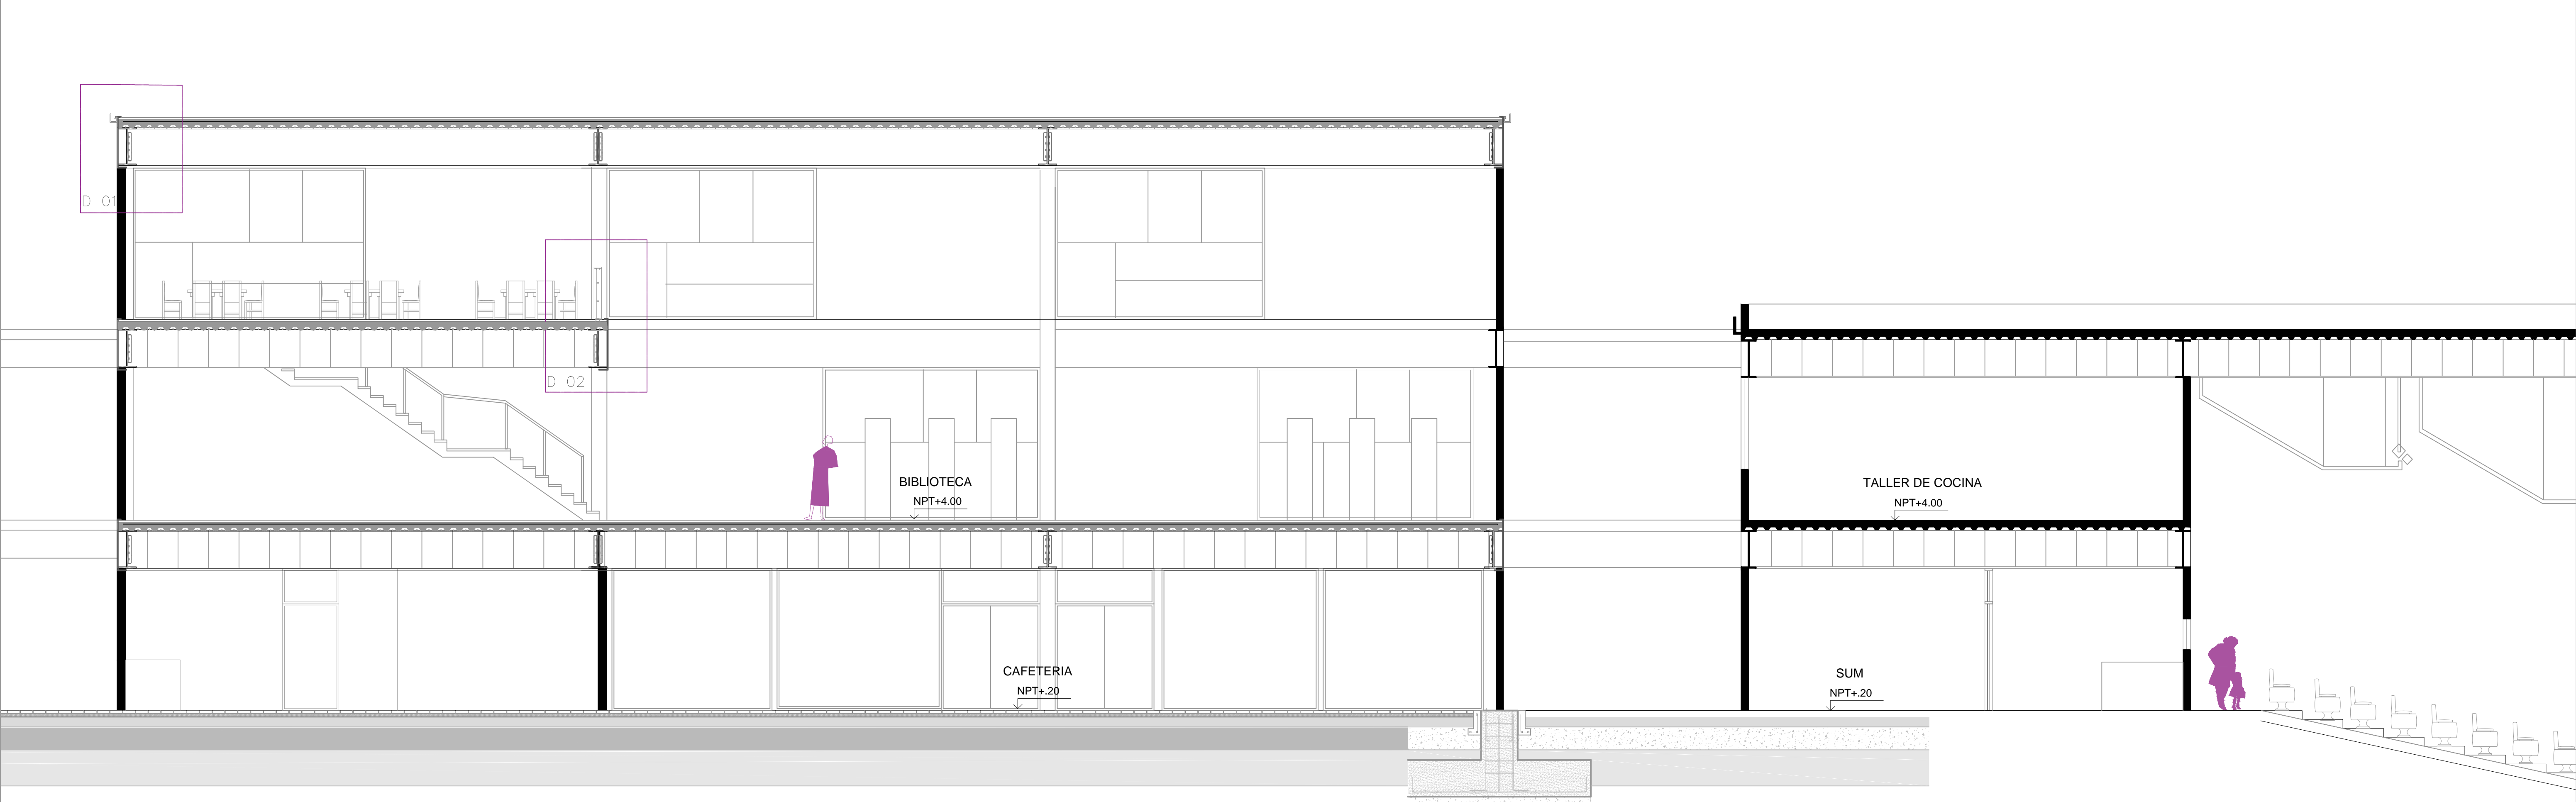 D 01
D 02
BIBLIOTECA
NPT+4.00
TALLER DE COCINA
NPT+4.00
CAFETERIA
NPT+.20
SUM
NPT+.20